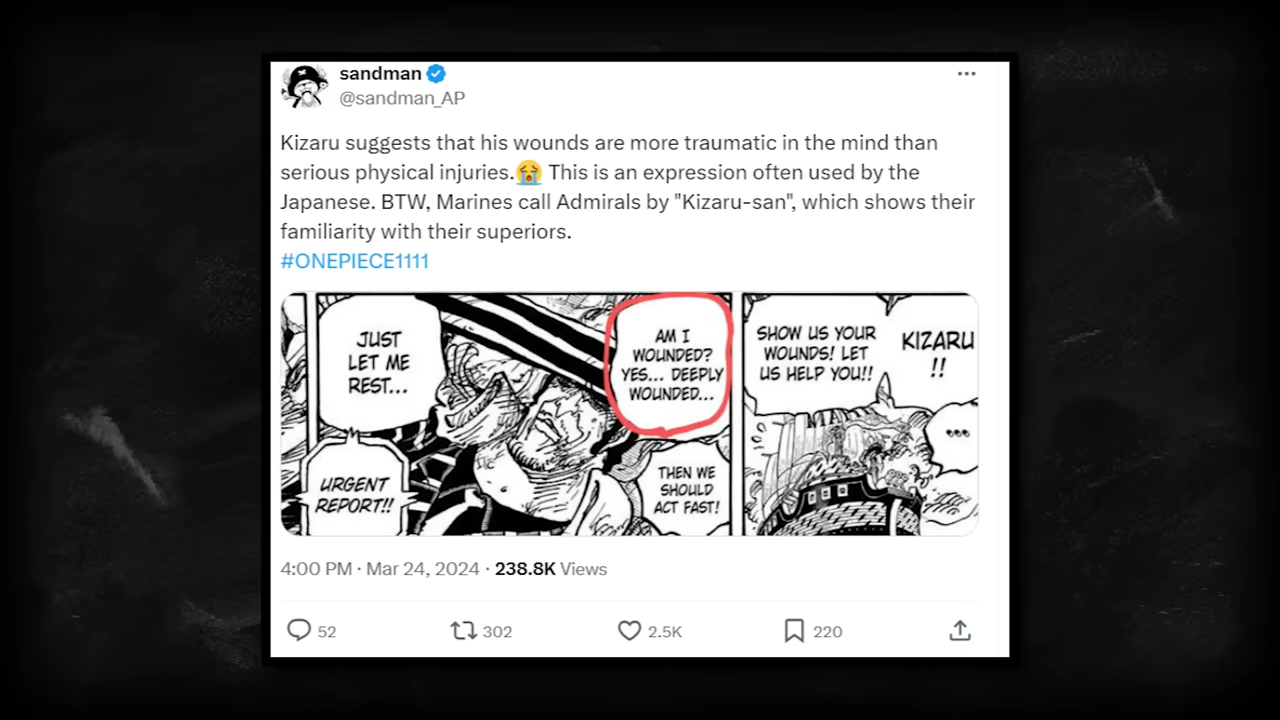 sandman
@sandman_AP
Kizaru suggests that his wounds are more traumatic in the mind than
serious physical injuries.😭 This is an expression often used by the
Japanese. BTW, Marines call Admirals by "Kizaru-san", which shows their
familiarity with their superiors.
#ONEPIECE1111
KIZARU
!!
SHOW US YOUR
WOUNDS! LET
US HELP YOU!!
...
AM I
WOUNDED?
YES... DEEPLY
WOUNDED...
THEN WE
SHOULD
ACT FAST!
JUST
LET ME
REST...
URGENT
REPORT!!
4:00 PM · Mar 24, 2024 · 238.8K Views
52 302 2.5K 220